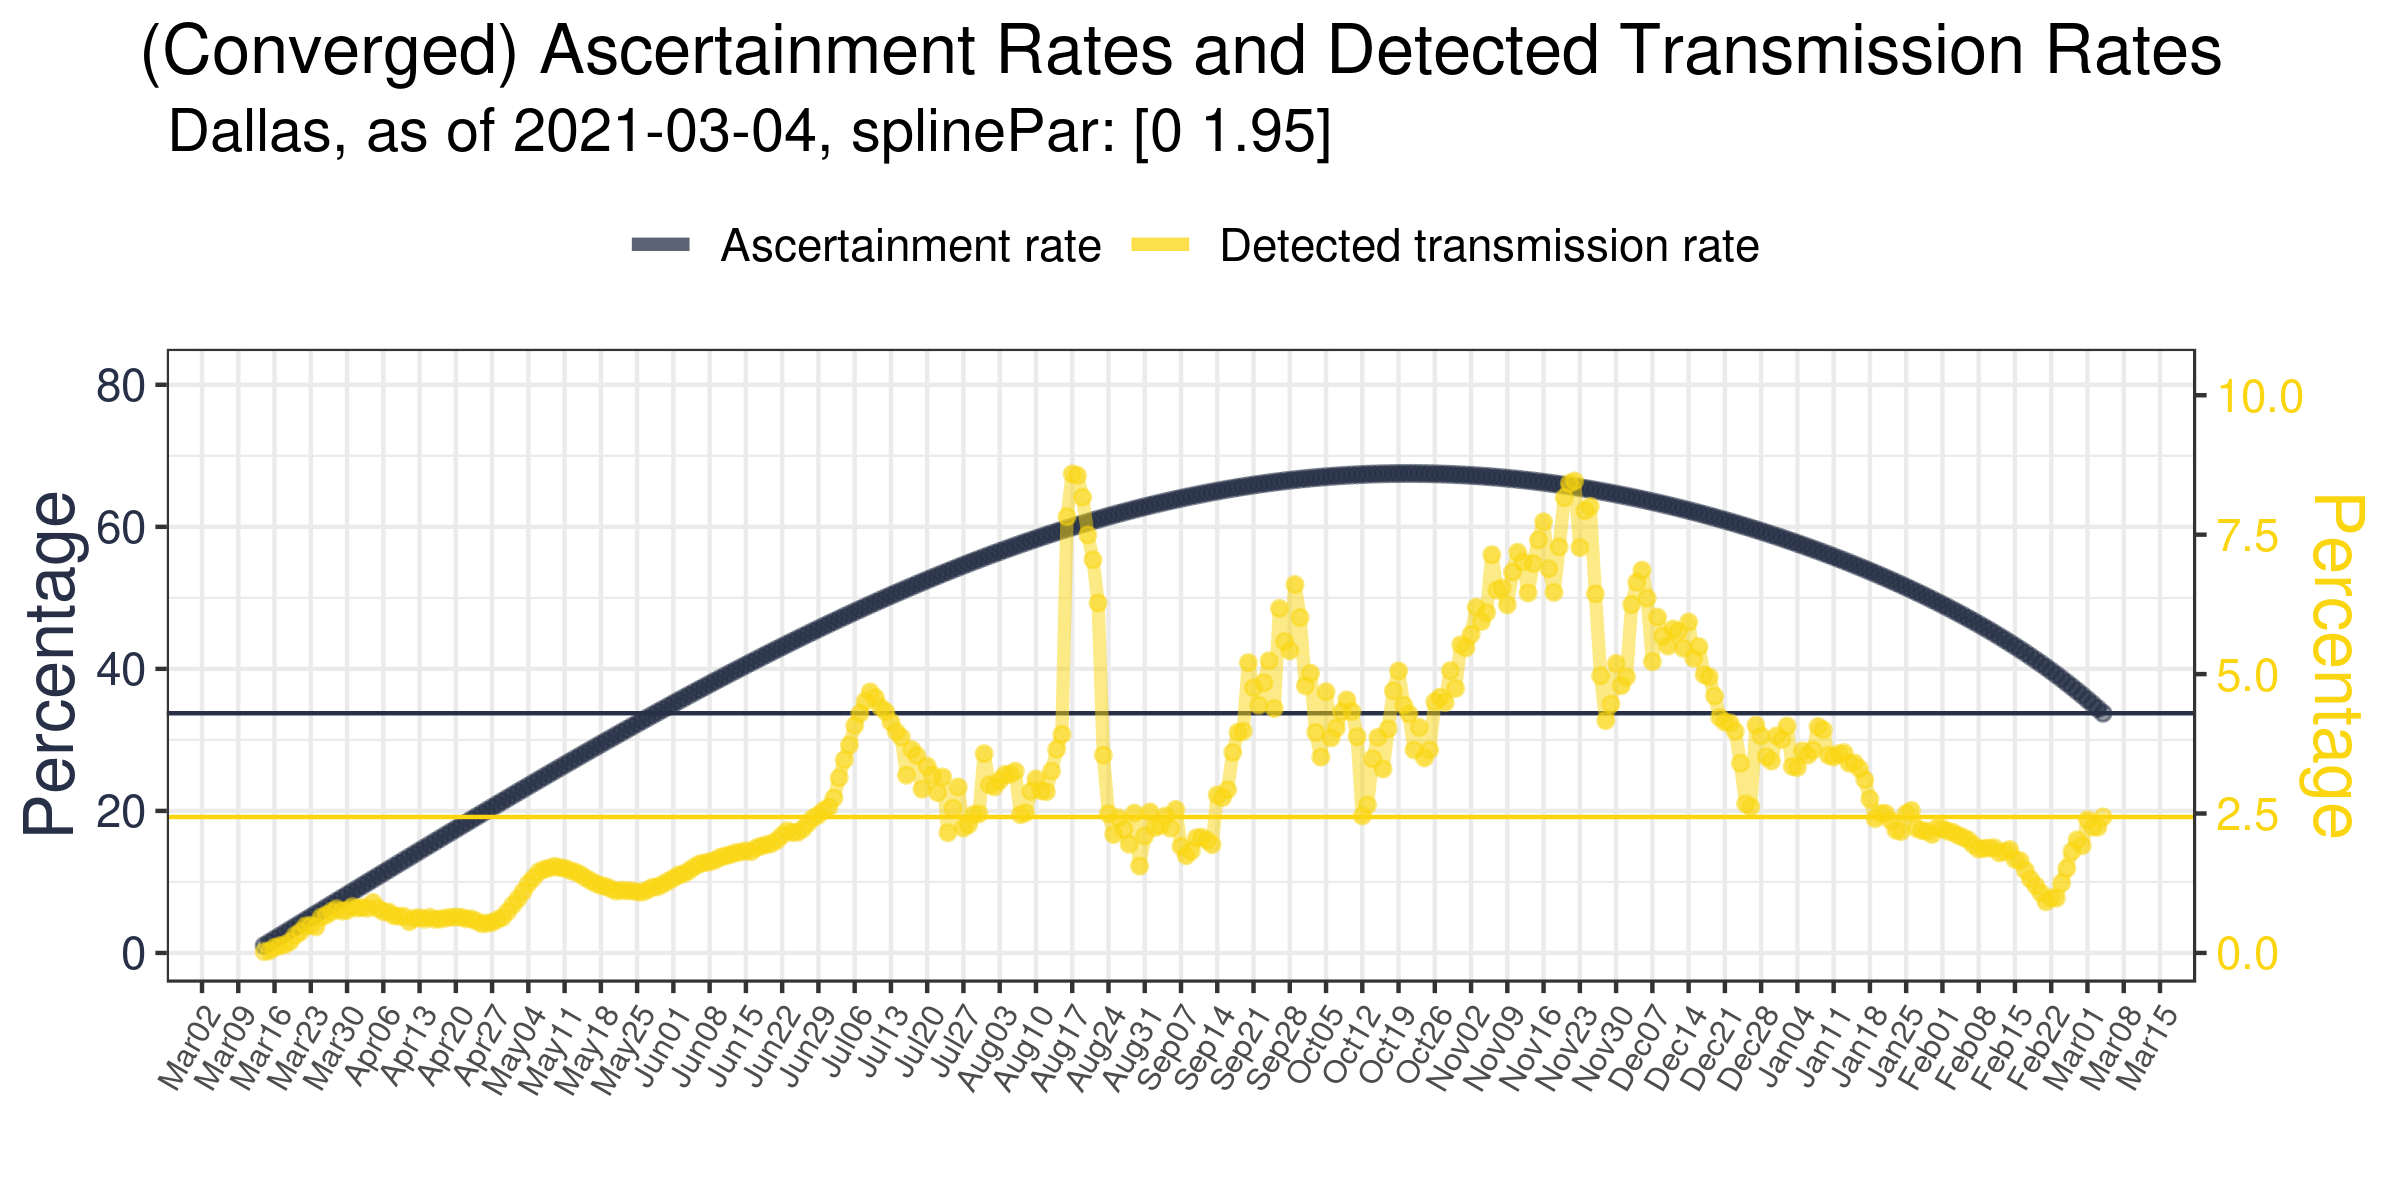 (Converged) Ascertainment Rates and Detected Transmission Rates
Dallas, as of 2021-03-04, splinePar: [0 1.95]
Ascertainment rate Detected transmission rate
Percentage
80
60
40
20
0
10.0
7.5
5.0
2.5
0.0
Percentage
Mar02 Mar09 Mar16 Mar23 Mar30 Apr06 Apr13 Apr20 Apr27 May04 May11 May18 May25 Jun01 Jun08 Jun15 Jun22 Jun29 Jul06 Jul13 Jul20 Jul27 Aug03 Aug10 Aug17 Aug24 Aug31 Sep07 Sep14 Sep21 Sep28 Oct05 Oct12 Oct19 Oct26 Nov02 Nov09 Nov16 Nov23 Nov30 Dec07 Dec14 Dec21 Dec28 Jan04 Jan11 Jan18 Jan25 Feb01 Feb08 Feb15 Feb22 Mar01 Mar08 Mar15